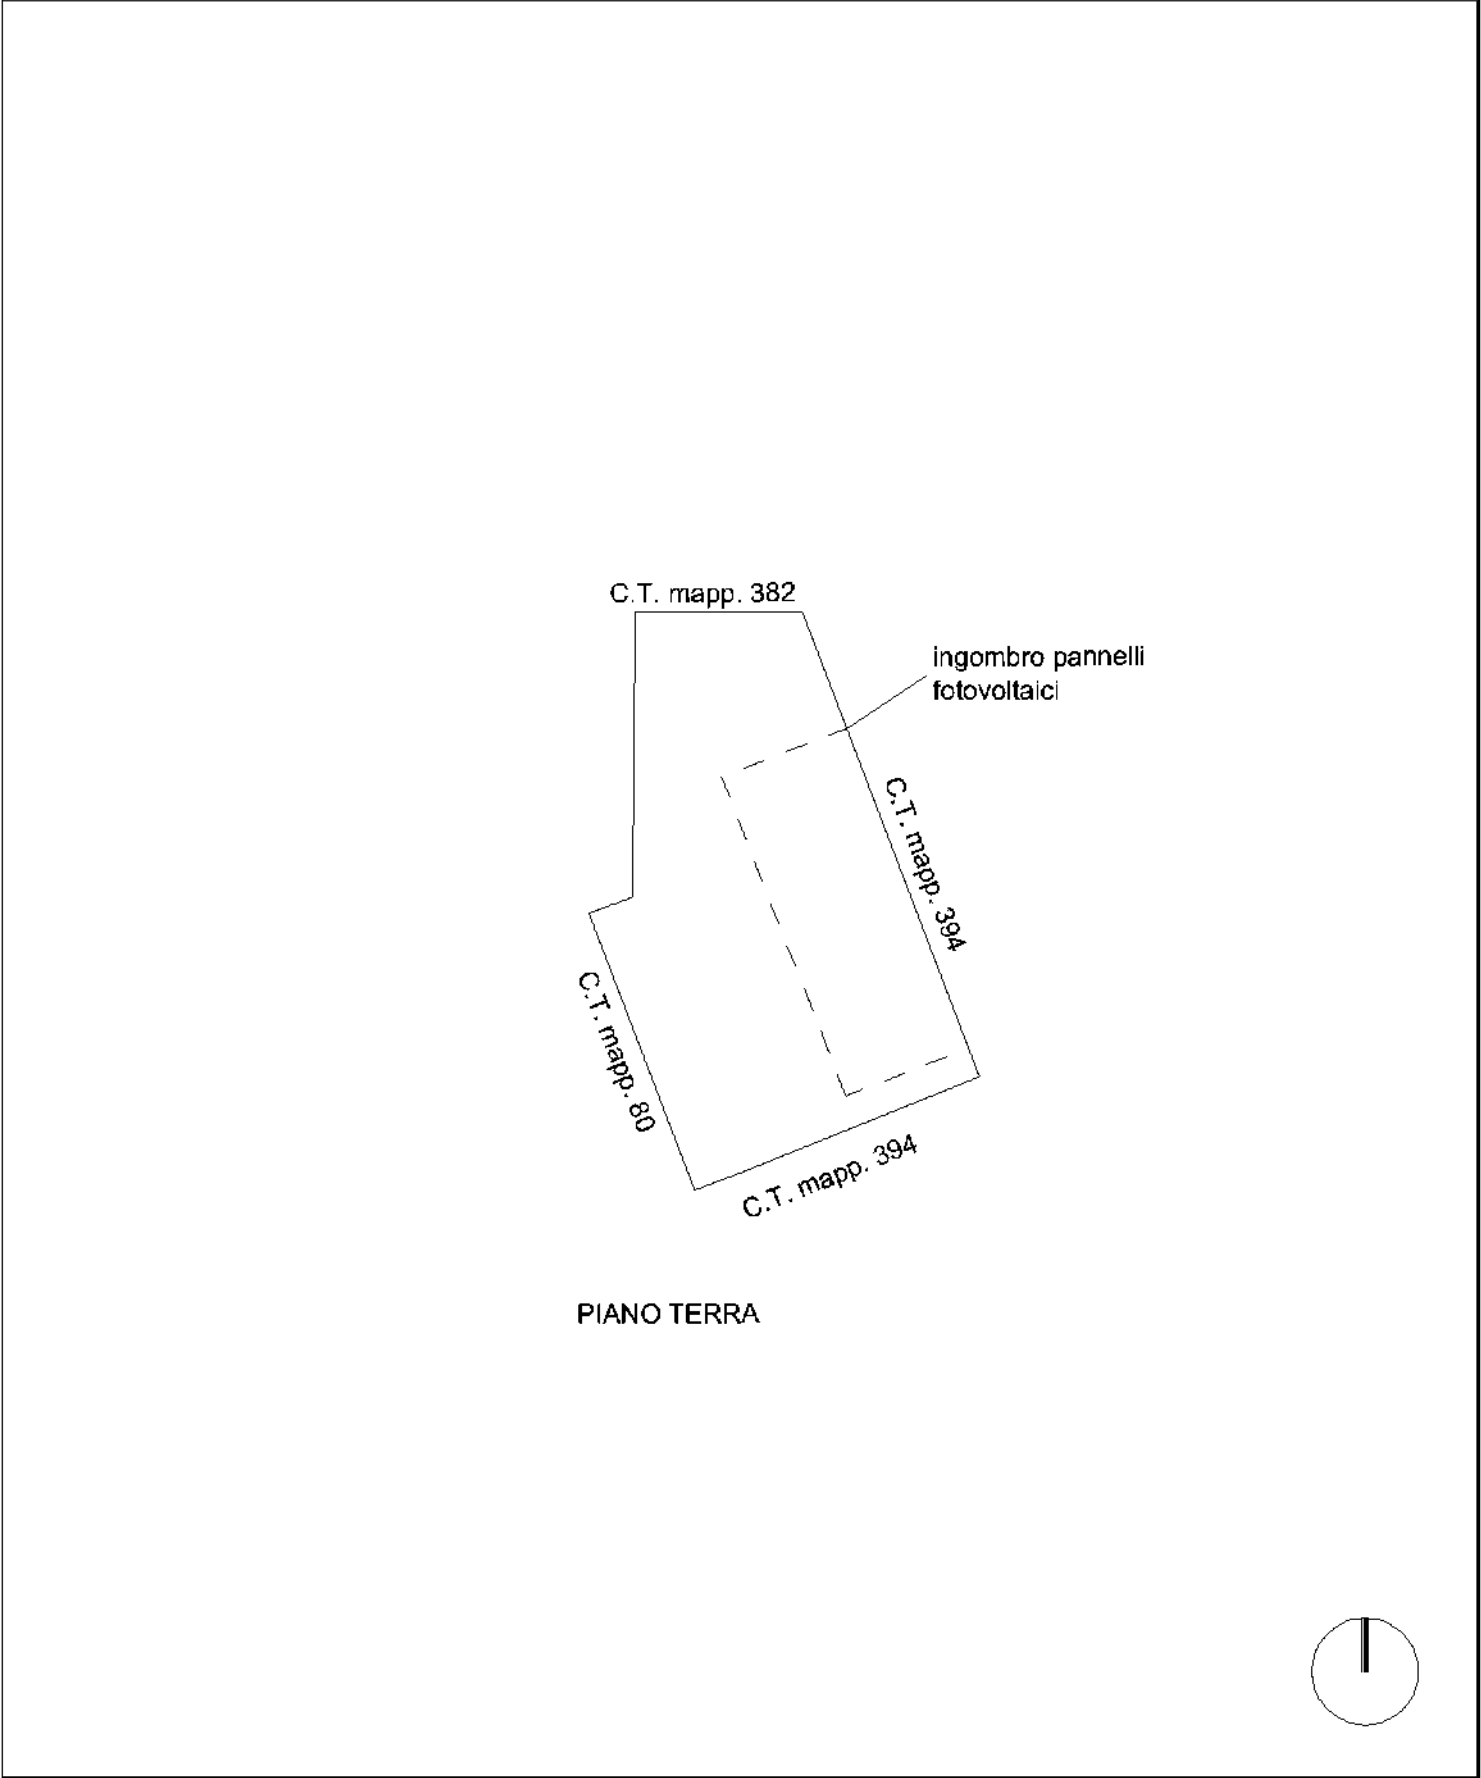 C.T. mapp. 382
ingombro pannelli
fotovoltaici
C.T. mapp. 394
C.T. mapp. 80
C.T. mapp. 394
PIANO TERRA